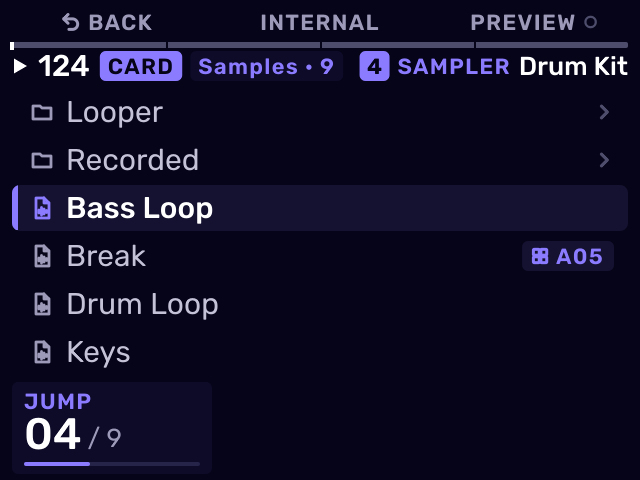 BACK INTERNAL PREVIEW
124 CARD Samples • 9 4 SAMPLER Drum Kit
Looper
Recorded
Bass Loop
Break A05
Drum Loop
Keys
JUMP
04 / 9